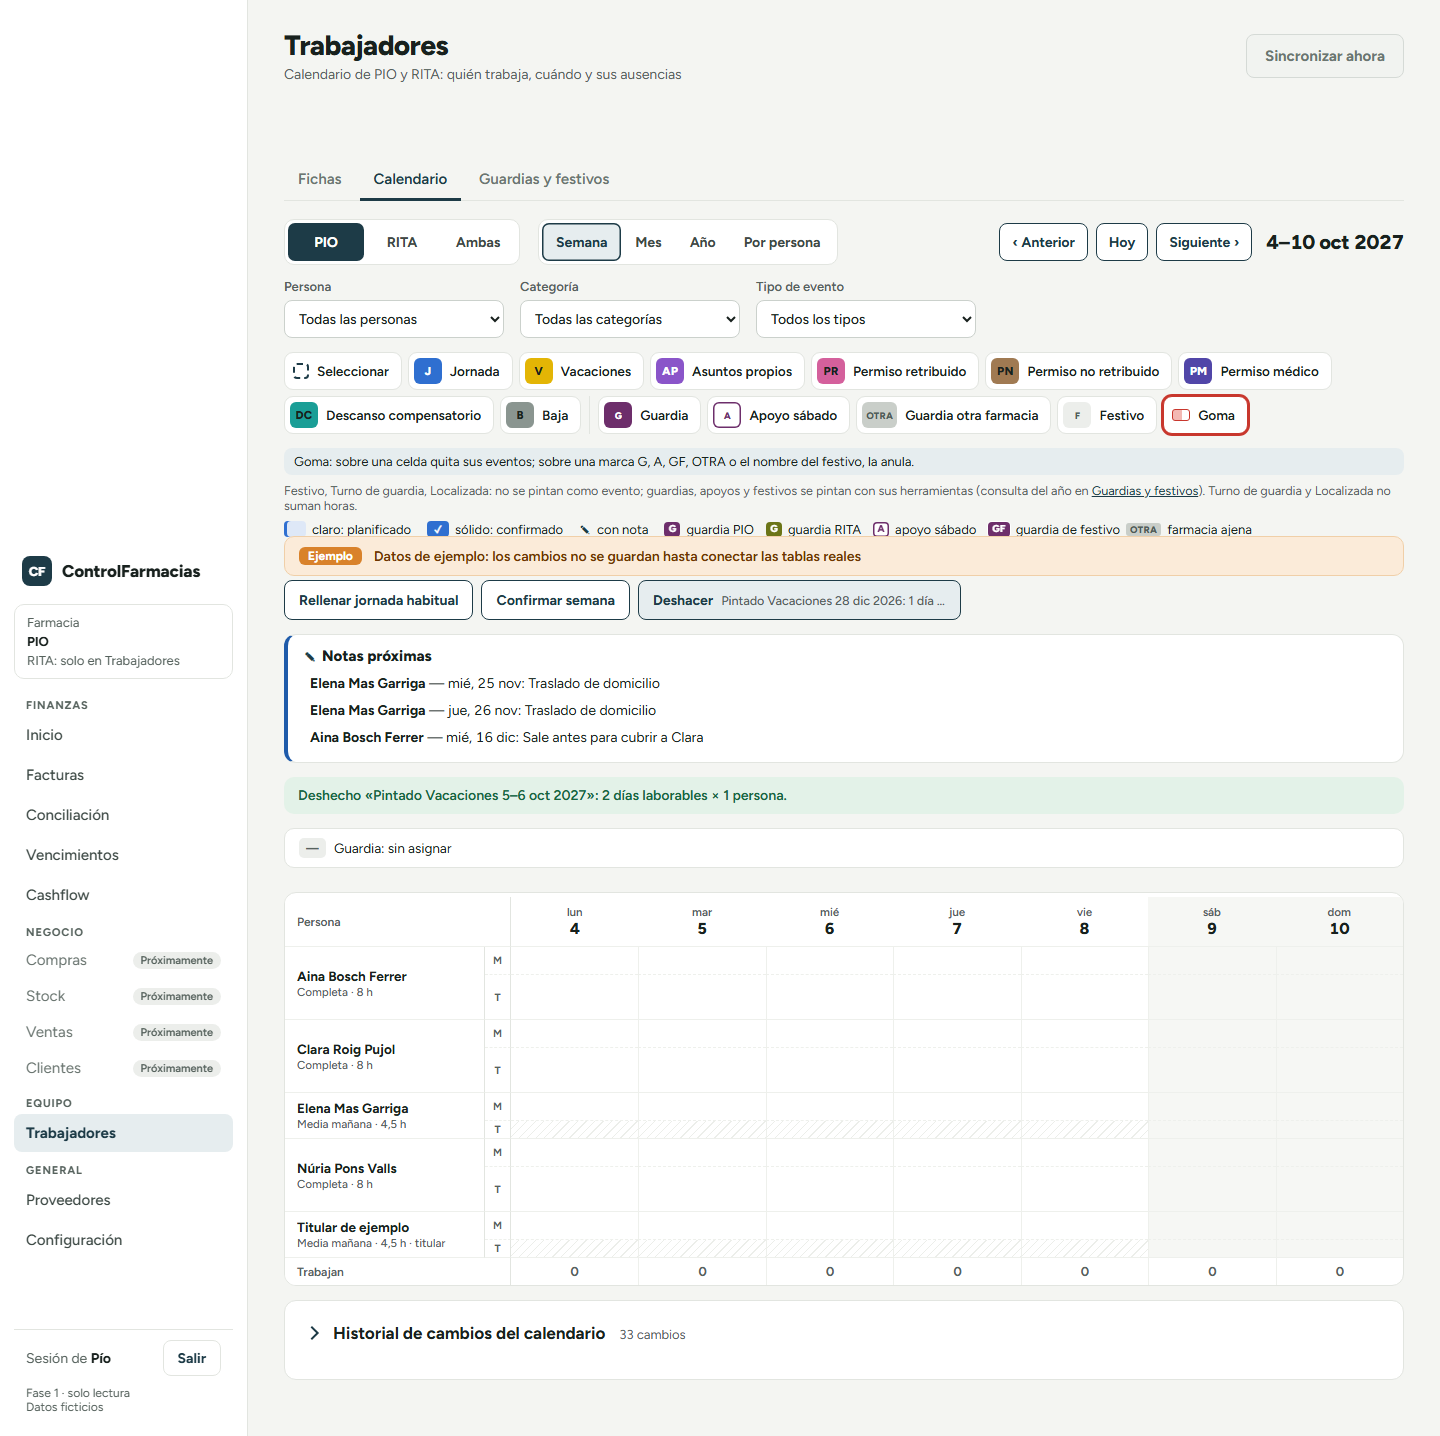 Trabajadores
Calendario de PIO y RITA: quién trabaja, cuándo y sus ausencias
Sincronizar ahora
Fichas
Calendario
Guardias y festivos
PIO
RITA
Ambas
Semana
Mes
Año
Por persona
‹ Anterior
Hoy
Siguiente ›
4–10 oct 2027
Persona
Categoría
Tipo de evento
Todas las personas
Todas las categorías
Todos los tipos
Seleccionar
J Jornada
V Vacaciones
AP Asuntos propios
PR Permiso retribuido
PN Permiso no retribuido
PM Permiso médico
DC Descanso compensatorio
B Baja
G Guardia
A Apoyo sábado
OTRA Guardia otra farmacia
F Festivo
Goma
Goma: sobre una celda quita sus eventos; sobre una marca G, A, GF, OTRA o el nombre del festivo, la anula.
Festivo, Turno de guardia, Localizada: no se pintan como evento; guardias, apoyos y festivos se pintan con sus herramientas (consulta del año en Guardias y festivos). Turno de guardia y Localizada no
suman horas.
claro: planificado
✓ sólido: confirmado
con nota
G guardia PIO
G guardia RITA
A apoyo sábado
GF guardia de festivo
OTRA farmacia ajena
Ejemplo Datos de ejemplo: los cambios no se guardan hasta conectar las tablas reales
Rellenar jornada habitual
Confirmar semana
Deshacer Pintado Vacaciones 28 dic 2026: 1 día ...
Notas próximas
Elena Mas Garriga — mié, 25 nov: Traslado de domicilio
Elena Mas Garriga — jue, 26 nov: Traslado de domicilio
Aina Bosch Ferrer — mié, 16 dic: Sale antes para cubrir a Clara
Deshecho «Pintado Vacaciones 5–6 oct 2027»: 2 días laborables × 1 persona.
— Guardia: sin asignar
Persona
lun 4
mar 5
mié 6
jue 7
vie 8
sáb 9
dom 10
Aina Bosch Ferrer
Completa · 8 h
M
T
Clara Roig Pujol
Completa · 8 h
M
T
Elena Mas Garriga
Media mañana · 4,5 h
M
T
Núria Pons Valls
Completa · 8 h
M
T
Titular de ejemplo
Media mañana · 4,5 h · titular
M
T
Trabajan 0 0 0 0 0 0 0
Historial de cambios del calendario 33 cambios
CF ControlFarmacias
Farmacia
PIO
RITA: solo en Trabajadores
FINANZAS
Inicio
Facturas
Conciliación
Vencimientos
Cashflow
NEGOCIO
Compras Próximamente
Stock Próximamente
Ventas Próximamente
Clientes Próximamente
EQUIPO
Trabajadores
GENERAL
Proveedores
Configuración
Sesión de Pío
Salir
Fase 1 · solo lectura
Datos ficticios